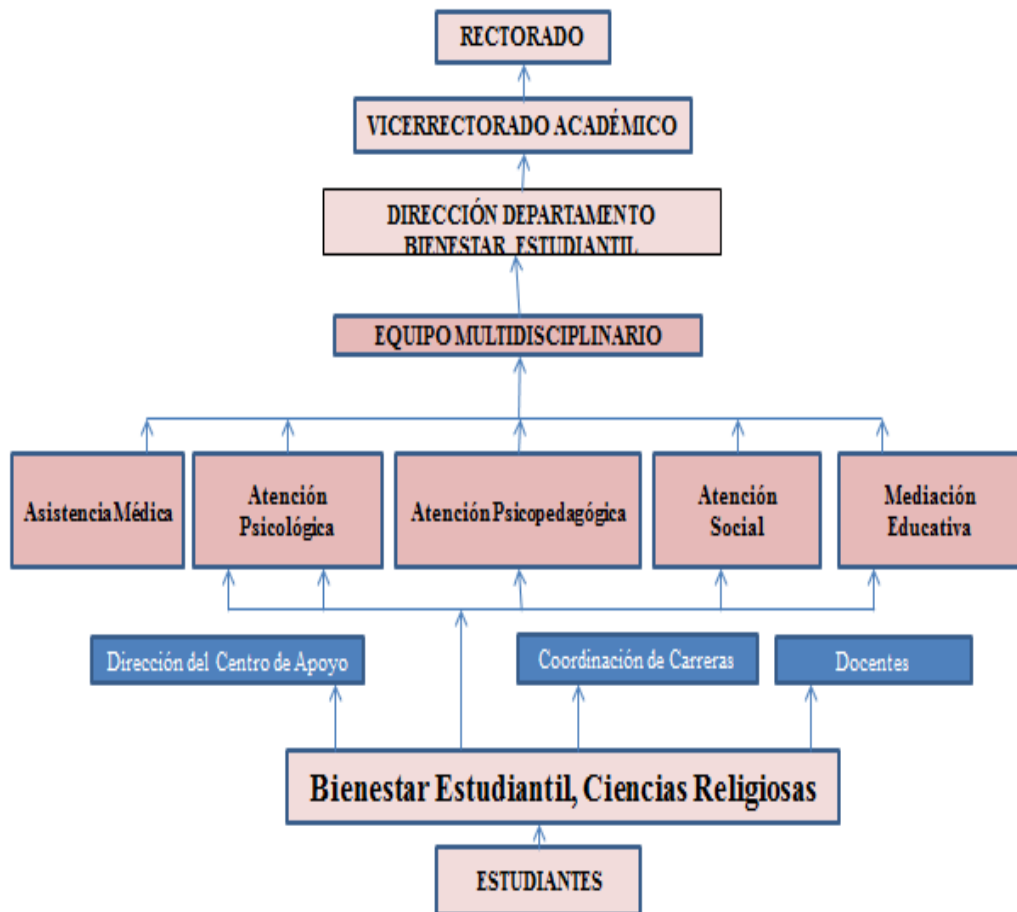 RECTORADO
VICERRECTORADO ACADÉMICO
DIRECCIÓN DEPARTAMENTO
BIENESTAR ESTUDIANTIL
EQUIPO MULTIDISCIPLINARIO
Asistencia Médica
Atención
Psicológica
Atención Psicopedagógica
Atención
Social
Mediación
Educativa
Dirección del Centro de Apoyo
Coordinación de Carreras
Docentes
Bienestar Estudiantil, Ciencias Religiosas
ESTUDIANTES